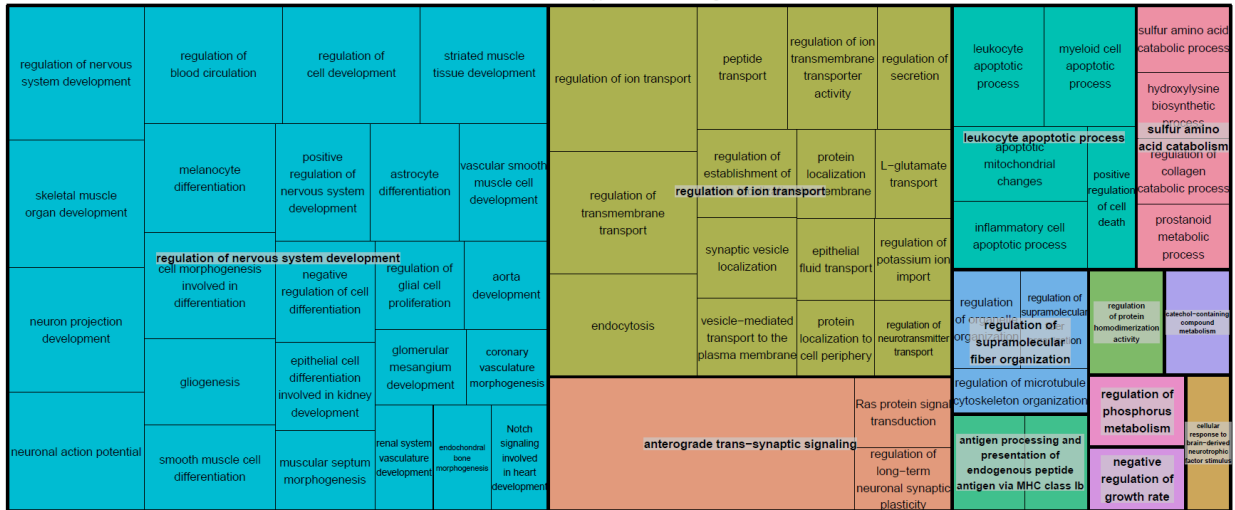 regulation of nervous
system development
regulation of
blood circulation
regulation of
cell development
striated muscle
tissue development
skeletal muscle
organ development
melanocyte
differentiation
positive
regulation of
nervous system
development
astrocyte
differentiation
vascular smooth
muscle cell
development
regulation of nervous system development
cell morphogenesis
involved in
differentiation
negative
regulation of cell
differentiation
regulation of
glial cell
proliferation
aorta
development
neuron projection
development
gliogenesis
epithelial cell
differentiation
involved in kidney
development
glomerular
mesangium
development
coronary
vasculature
morphogenesis
neuronal action potential
smooth muscle cell
differentiation
muscular septum
morphogenesis
renal system
vasculature
development
endochondral
bone
morphogenesis
Notch
signaling
involved
in heart
development
regulation of ion transport
peptide
transport
regulation of ion
transmembrane
transporter
activity
regulation of
secretion
regulation of
transmembrane
transport
regulation of
establishment of
protein
localization
membrane
L−glutamate
transport
regulation of ion transport
synaptic vesicle
localization
epithelial
fluid transport
regulation of
potassium ion
import
endocytosis
vesicle−mediated
transport to the
plasma membrane
protein
localization to
cell periphery
regulation of
neurotransmitter
transport
anterograde trans−synaptic signaling
Ras protein signal
transduction
regulation of
long−term
neuronal synaptic
plasticity
leukocyte
apoptotic
process
myeloid cell
apoptotic
process
leukocyte apoptotic process
apoptotic
mitochondrial
changes
positive
regulation
of cell
death
inflammatory cell
apoptotic process
sulfur amino acid
catabolic process
hydroxylysine
biosynthetic
process
sulfur amino
acid catabolism
regulation of
collagen
catabolic process
prostanoid
metabolic
process
regulation
of organelle
organization
regulation of
supramolecular
fiber
organization
regulation of
supramolecular
fiber organization
regulation of microtubule
cytoskeleton organization
regulation
of protein
homodimerization
activity
catechol−containing
compound
metabolism
antigen processing and
presentation of
endogenous peptide
antigen via MHC class Ib
regulation of
phosphorus
metabolism
negative
regulation of
growth rate
cellular
response to
brain−derived
neurotrophic
factor stimulus